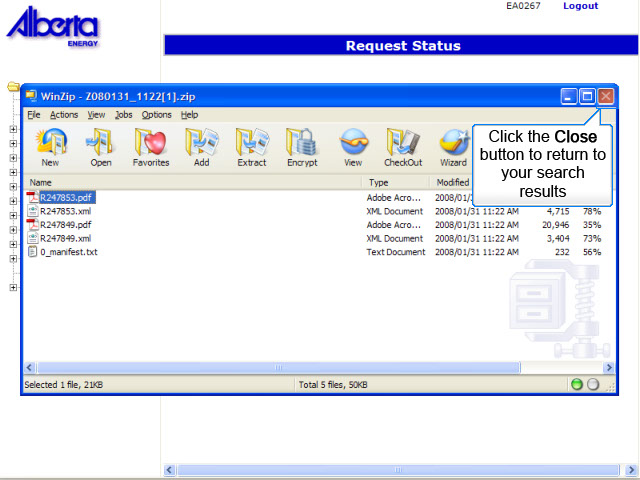 Alberta
ENERGY
EA0267 Logout
Request Status
WinZip - Z080131_1122[1].zip
File Actions View Jobs Options Help
New Open Favorites Add Extract Encrypt View CheckOut Wizard
Click the Close
button to return to
your search
results
Name Type Modified
R247853.pdf Adobe Acro... 2008/01/31
R247853.xml XML Document 2008/01/31 11:22 AM 4,715 78%
R247849.pdf Adobe Acro... 2008/01/31 11:22 AM 20,946 35%
R247849.xml XML Document 2008/01/31 11:22 AM 3,404 73%
0_manifest.txt Text Document 2008/01/31 11:22 AM 232 56%
Selected 1 file, 21KB Total 5 files, 50KB